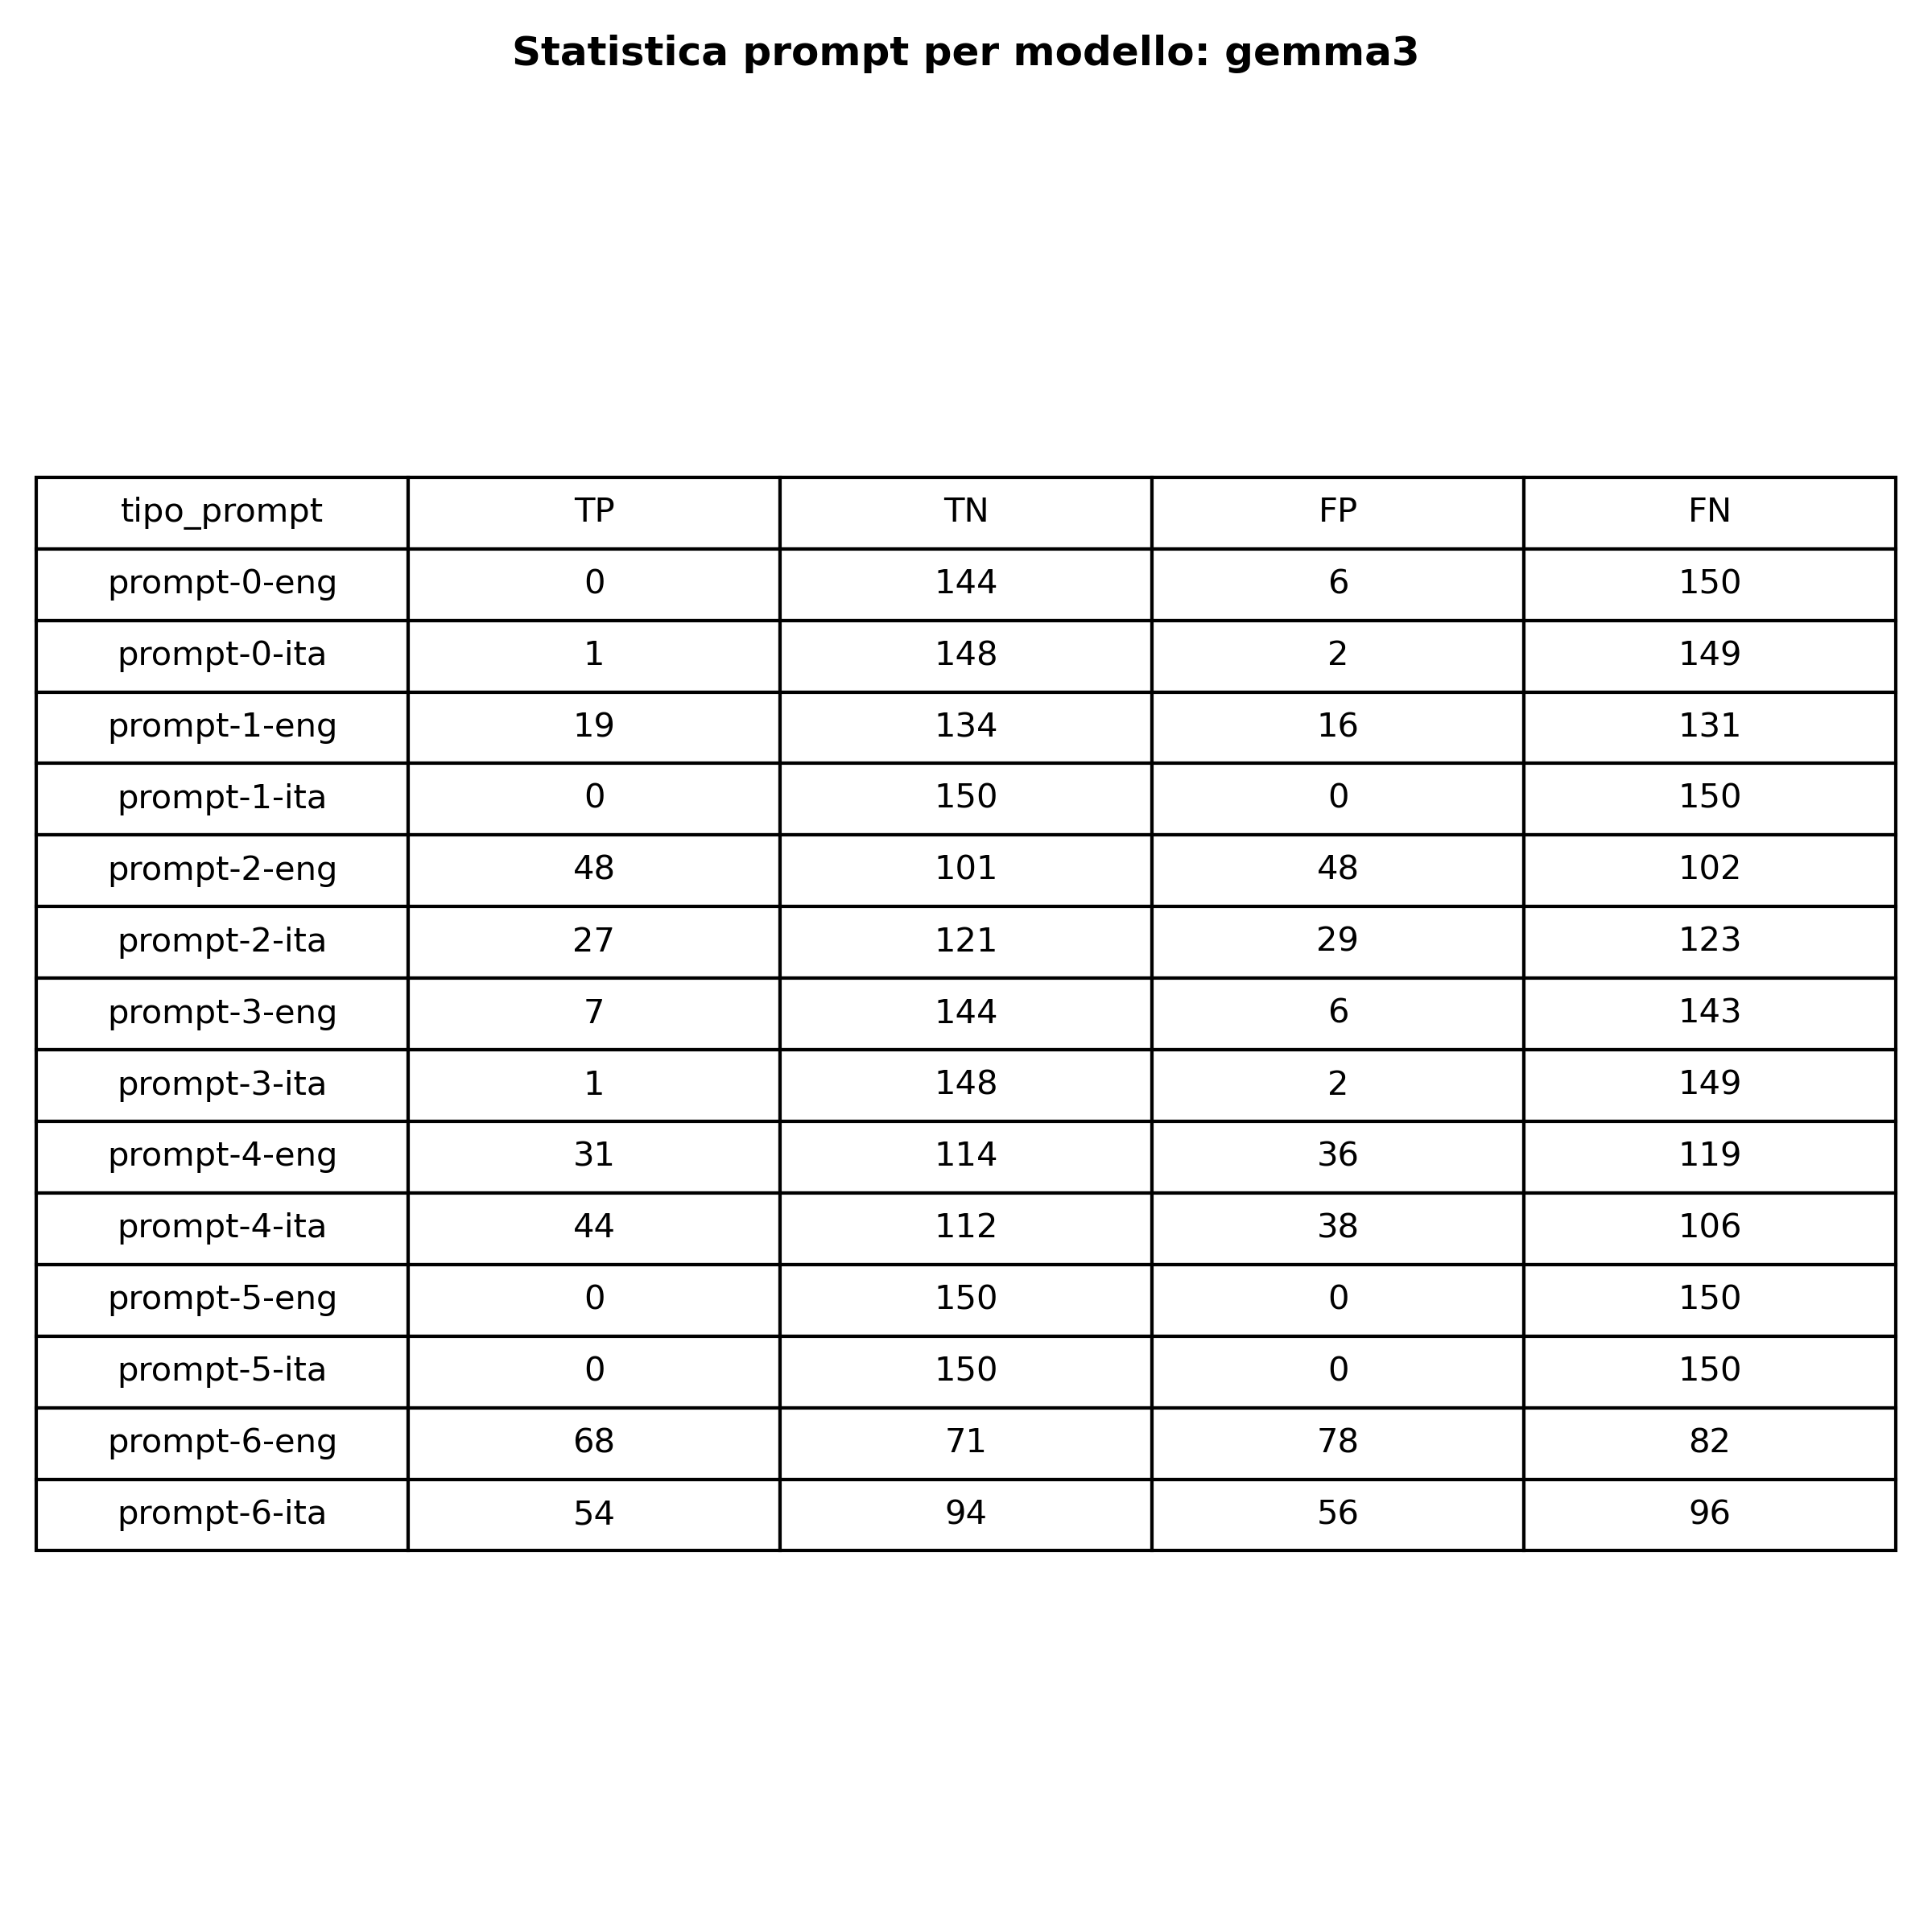 Statistica prompt per modello: gemma3
tipo_prompt TP TN FP FN
prompt-0-eng 0 144 6 150
prompt-0-ita 1 148 2 149
prompt-1-eng 19 134 16 131
prompt-1-ita 0 150 0 150
prompt-2-eng 48 101 48 102
prompt-2-ita 27 121 29 123
prompt-3-eng 7 144 6 143
prompt-3-ita 1 148 2 149
prompt-4-eng 31 114 36 119
prompt-4-ita 44 112 38 106
prompt-5-eng 0 150 0 150
prompt-5-ita 0 150 0 150
prompt-6-eng 68 71 78 82
prompt-6-ita 54 94 56 96